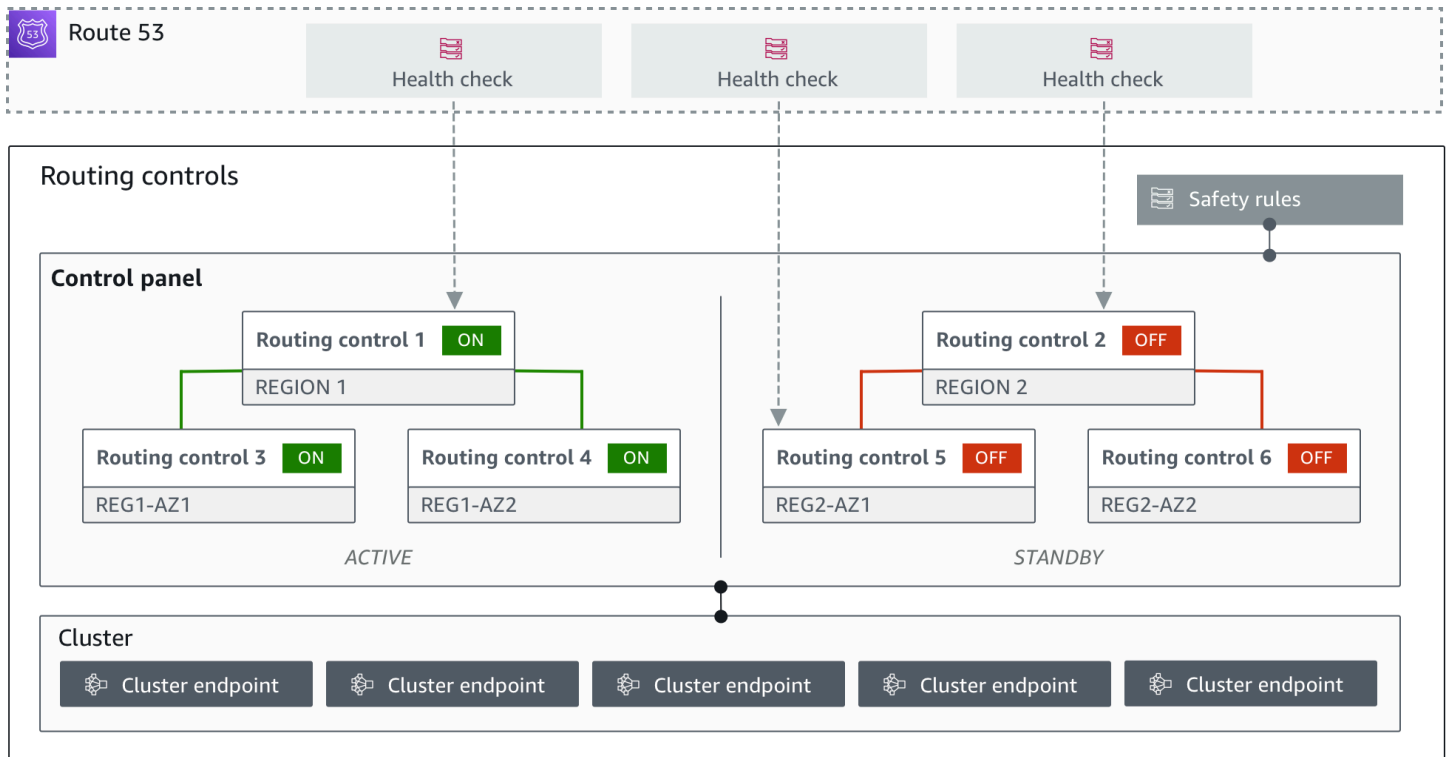 53
Route 53
Health check
Health check
Health check
Routing controls
Safety rules
Control panel
Routing control 1 ON
REGION 1
Routing control 2 OFF
REGION 2
Routing control 3 ON
REG1-AZ1
Routing control 4 ON
REG1-AZ2
Routing control 5 OFF
REG2-AZ1
Routing control 6 OFF
REG2-AZ2
ACTIVE
STANDBY
Cluster
Cluster endpoint
Cluster endpoint
Cluster endpoint
Cluster endpoint
Cluster endpoint